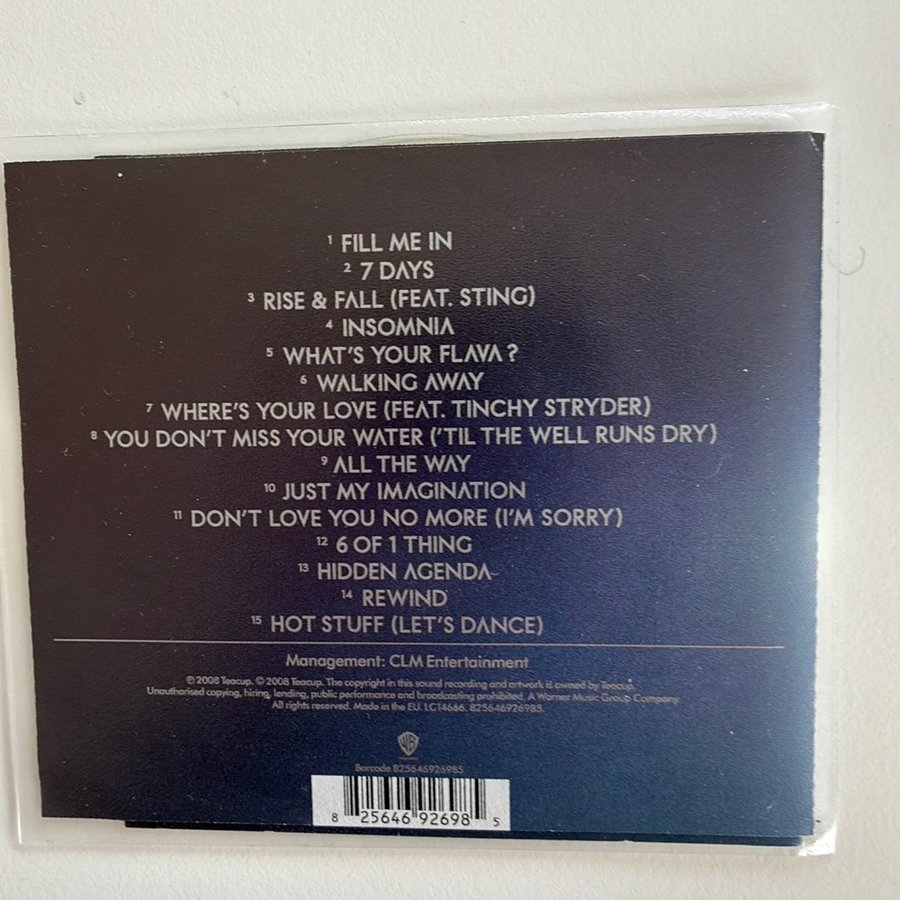 1 FILL ME IN
2 7 DAYS
3 RISE & FALL (FEAT. STING)
4 INSOMNIA
5 WHAT'S YOUR FLAVA?
6 WALKING AWAY
7 WHERE'S YOUR LOVE (FEAT. TINCHY STRYDER)
8 YOU DON'T MISS YOUR WATER ('TIL THE WELL RUNS DRY)
9 ALL THE WAY
10 JUST MY IMAGINATION
11 DON'T LOVE YOU NO MORE (I'M SORRY)
12 6 OF 1 THING
13 HIDDEN AGENDA
14 REWIND
15 HOT STUFF (LET'S DANCE)
Management: CLM Entertainment
℗ 2008 Teacup. © 2008 Teacup. The copyright in this sound recording and artwork is owned by Teacup.
Unauthorised copying, hiring, lending, public performance and broadcasting prohibited. A Warner Music Group Company.
All rights reserved. Made in the EU. LC14666. 825646926985.
Barcode 825646926985
8 25646 92698 5